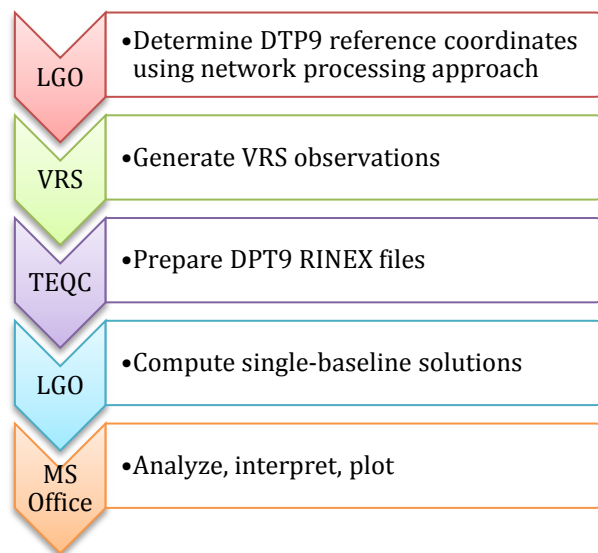 LGO
•Determine DTP9 reference coordinates
using network processing approach
VRS
•Generate VRS observations
TEQC
•Prepare DPT9 RINEX files
LGO
•Compute single-baseline solutions
MS
Office
•Analyze, interpret, plot